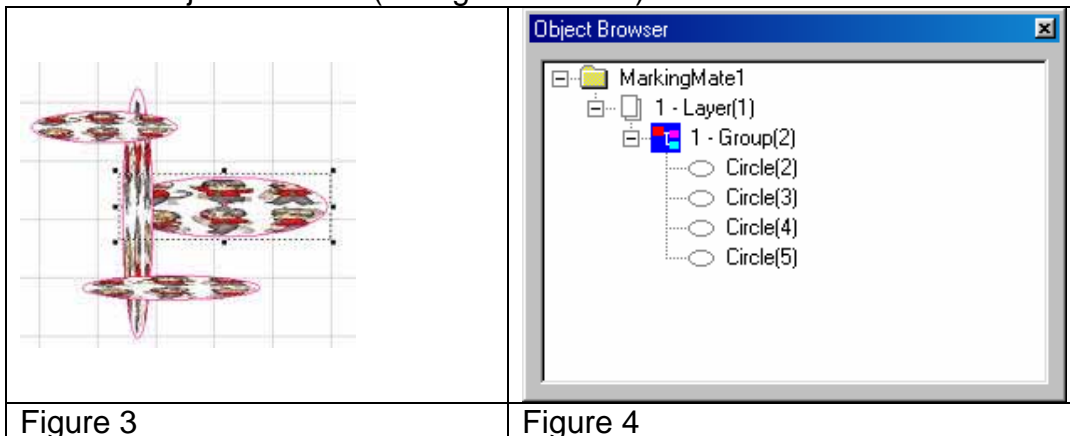 Object Browser
MarkingMate1
1 - Layer(1)
1 - Group(2)
Circle(2)
Circle(3)
Circle(4)
Circle(5)
Figure 3
Figure 4